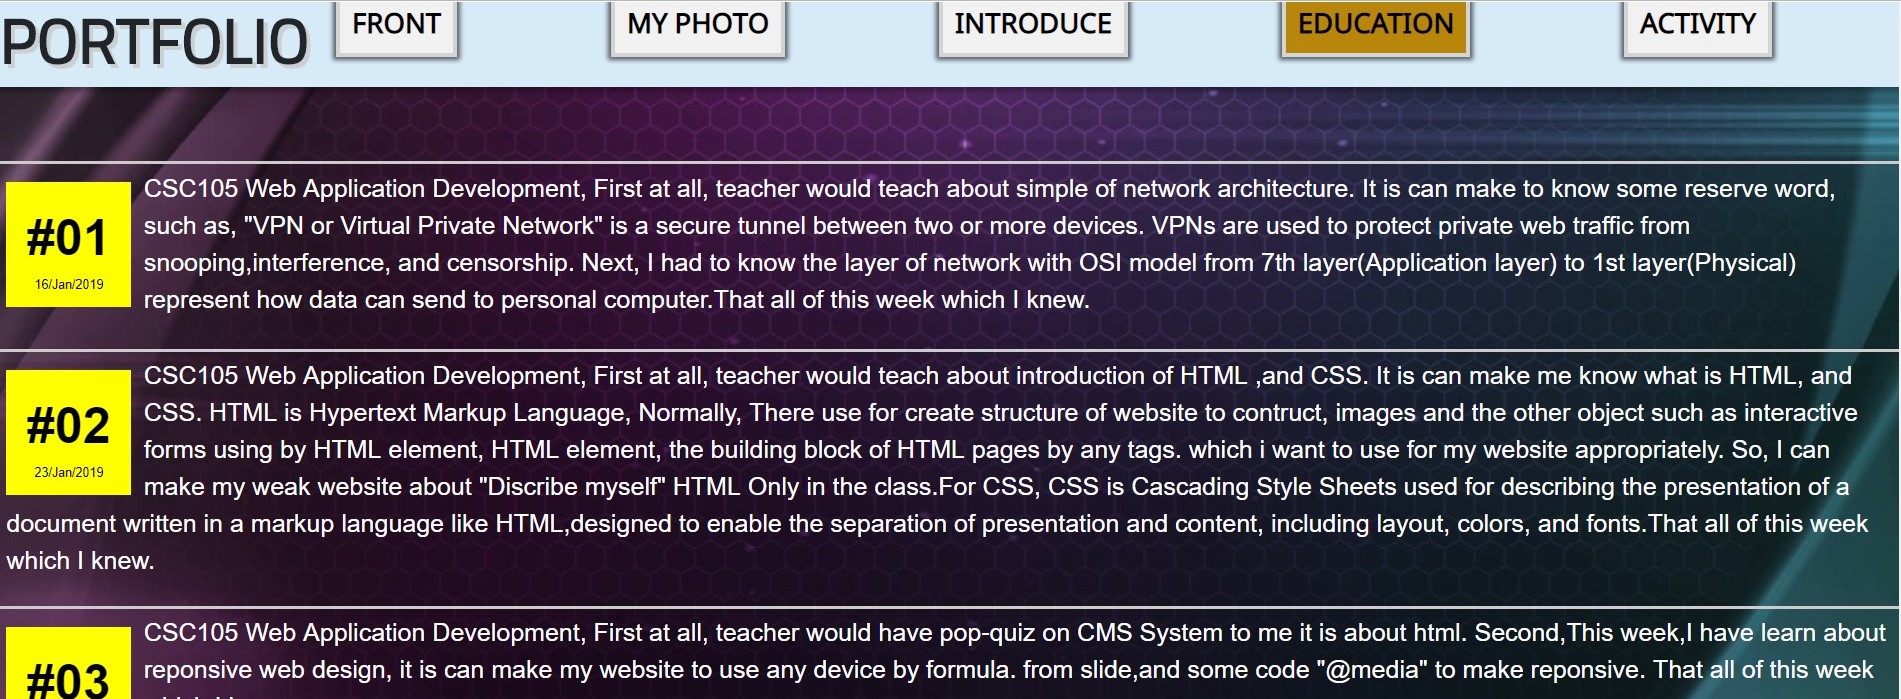 PORTFOLIO
FRONT
MY PHOTO
INTRODUCE
EDUCATION
ACTIVITY
#01
16/Jan/2019
CSC105 Web Application Development, First at all, teacher would teach about simple of network architecture. It is can make to know some reserve word,
such as, "VPN or Virtual Private Network" is a secure tunnel between two or more devices. VPNs are used to protect private web traffic from
snooping,interference, and censorship. Next, I had to know the layer of network with OSI model from 7th layer(Application layer) to 1st layer(Physical)
represent how data can send to personal computer.That all of this week which I knew.
#02
23/Jan/2019
CSC105 Web Application Development, First at all, teacher would teach about introduction of HTML ,and CSS. It is can make me know what is HTML, and
CSS. HTML is Hypertext Markup Language, Normally, There use for create structure of website to contruct, images and the other object such as interactive
forms using by HTML element, HTML element, the building block of HTML pages by any tags. which i want to use for my website appropriately. So, I can
make my weak website about "Discribe myself" HTML Only in the class.For CSS, CSS is Cascading Style Sheets used for describing the presentation of a
document written in a markup language like HTML,designed to enable the separation of presentation and content, including layout, colors, and fonts.That all of this week
which I knew.
#03
CSC105 Web Application Development, First at all, teacher would have pop-quiz on CMS System to me it is about html. Second,This week,I have learn about
reponsive web design, it is can make my website to use any device by formula. from slide,and some code "@media" to make reponsive. That all of this week